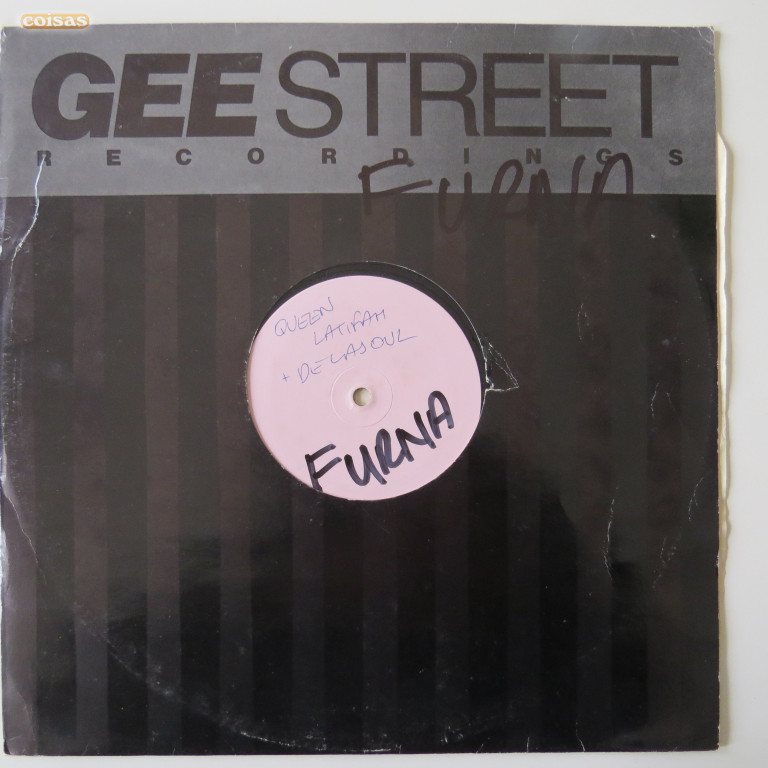 coisas
GEE STREET
RECORDINGS
FURNA
QUEEN
LATIFAH
+ DE LA SOUL
FURNA